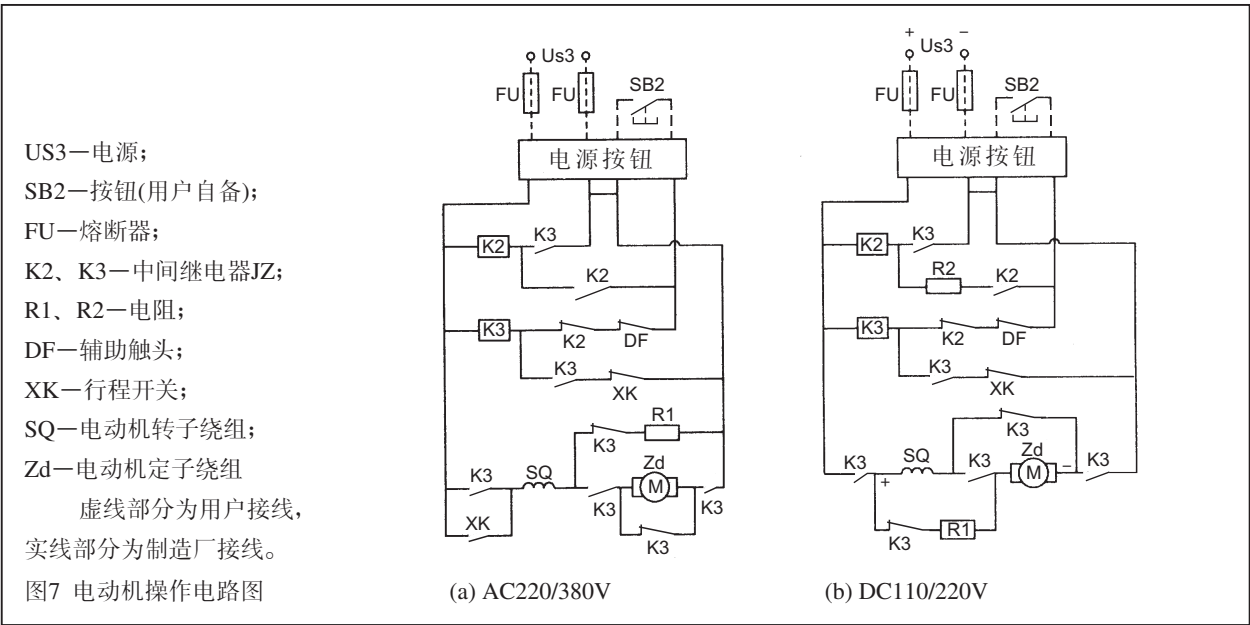 US3—电源;
SB2—按钮(用户自备);
FU—熔断器;
K2、K3—中间继电器JZ;
R1、R2—电阻;
DF—辅助触头;
XK—行程开关;
SQ—电动机转子绕组;
Zd—电动机定子绕组
虚线部分为用户接线,
实线部分为制造厂接线。
图7 电动机操作电路图
Us3
FU
FU
SB2
电源按钮
K2
K3
K2
K3
K2
DF
K3
XK
R1
K3
K3
SQ
Zd
M
K3
K3
XK
K3
(a) AC220/380V
+
−
Us3
FU
FU
SB2
电源按钮
K2
K3
R2
K2
K3
K2
DF
K3
XK
K3
K3
SQ
K3
Zd
K3
+
M
−
K3
R1
(b) DC110/220V